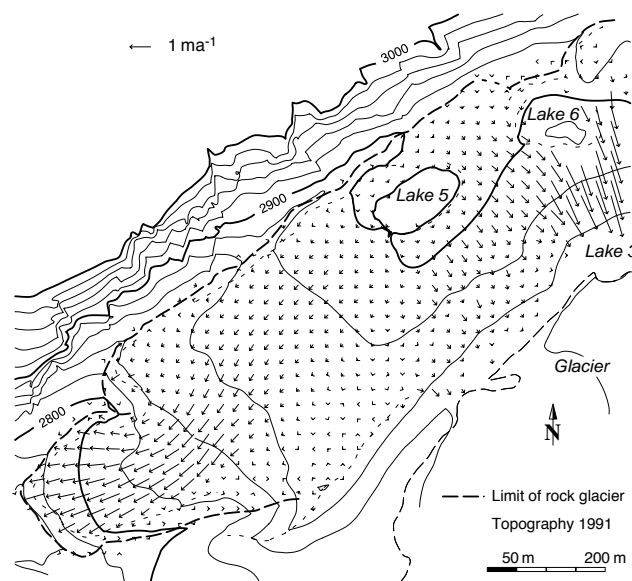 1 ma-1
3000
Lake 6
2900
Lake 5
Lake 3
Glacier
2800
N
Limit of rock glacier
Topography 1991
50 m 200 m